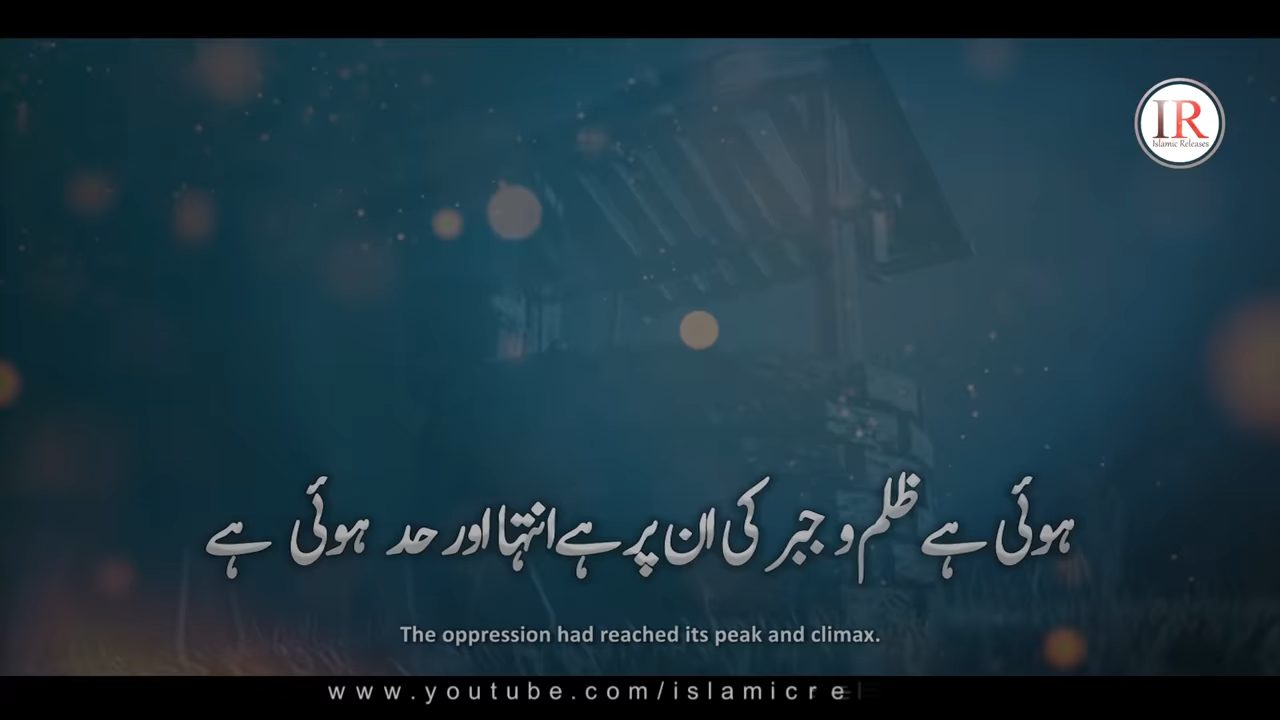 IR
Islamic Releases
ہوئی ہے ظلم و جبر کی ان پر ہے انتہا اور حد ہوئی ہے
The oppression had reached its peak and climax.
www.youtube.com/islamicre